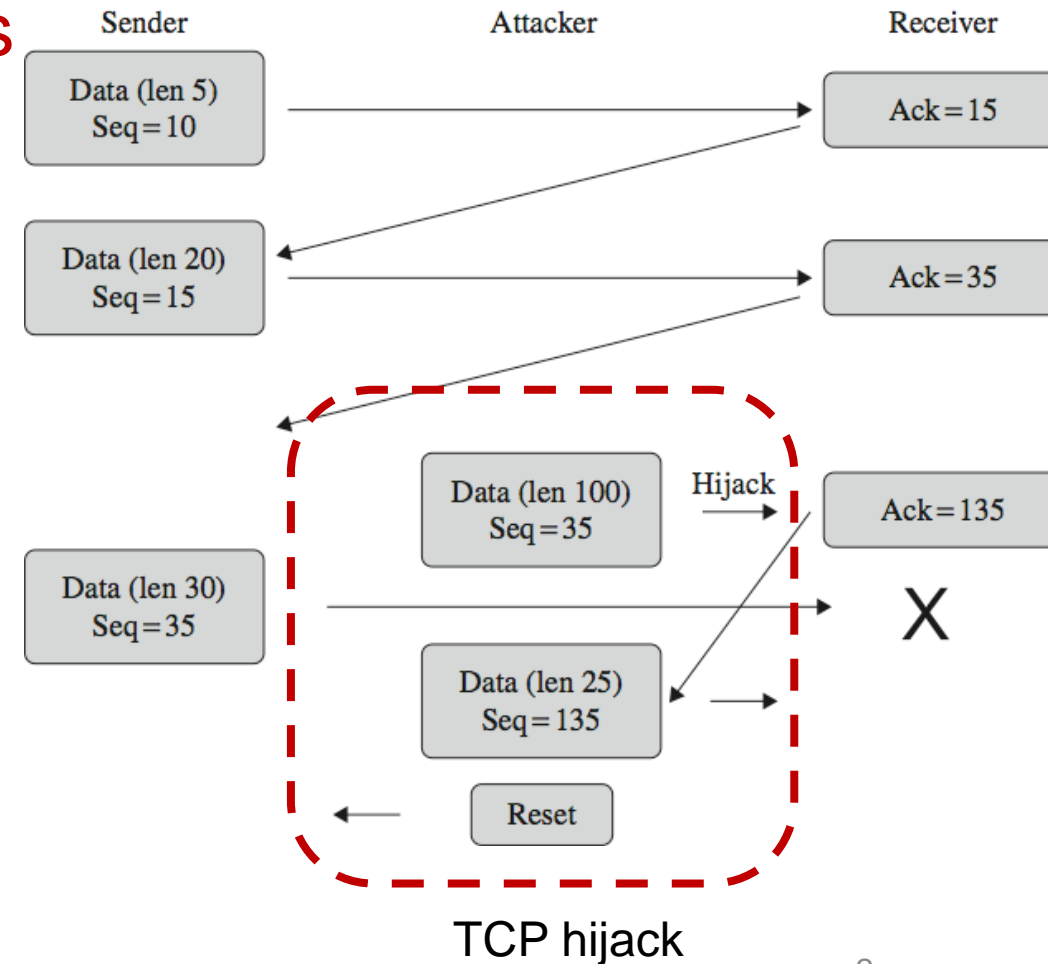 s
Sender Attacker Receiver
Data (len 5)
Seq=10
Ack=15
Data (len 20)
Seq=15
Ack=35
Data (len 100)
Seq=35
Hijack
Ack=135
Data (len 30)
Seq=35
X
Data (len 25)
Seq=135
Reset
TCP hijack